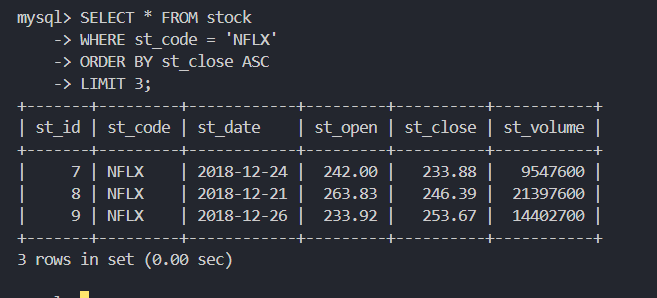 mysql> SELECT * FROM stock
    -> WHERE st_code = 'NFLX'
    -> ORDER BY st_close ASC
    -> LIMIT 3;
+-------+---------+------------+---------+----------+-----------+
| st_id | st_code | st_date    | st_open | st_close | st_volume |
+-------+---------+------------+---------+----------+-----------+
|     7 | NFLX    | 2018-12-24 |  242.00 |   233.88 |   9547600 |
|     8 | NFLX    | 2018-12-21 |  263.83 |   246.39 |  21397600 |
|     9 | NFLX    | 2018-12-26 |  233.92 |   253.67 |  14402700 |
+-------+---------+------------+---------+----------+-----------+
3 rows in set (0.00 sec)